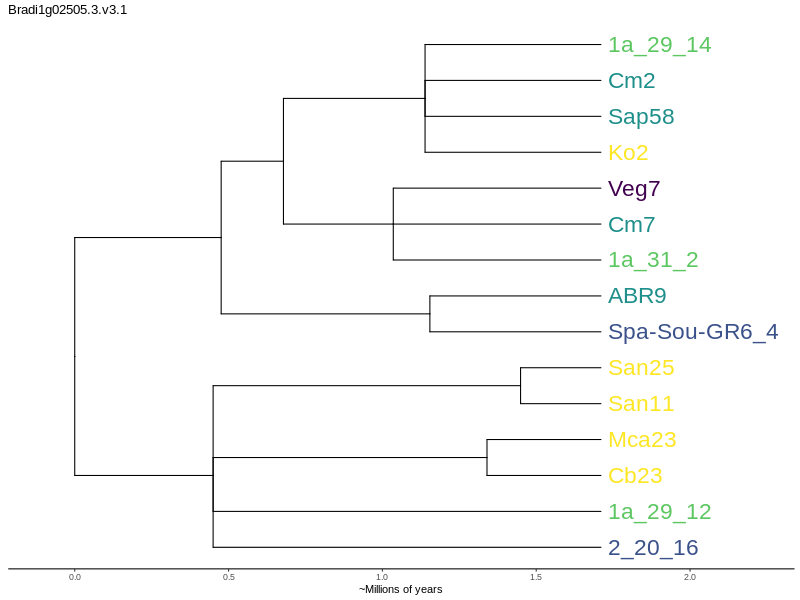 Bradi1g02505.3.v3.1
1a_29_14
Cm2
Sap58
Ko2
Veg7
Cm7
1a_31_2
ABR9
Spa-Sou-GR6_4
San25
San11
Mca23
Cb23
1a_29_12
2_20_16
0.0 0.5 1.0 1.5 2.0
~Millions of years